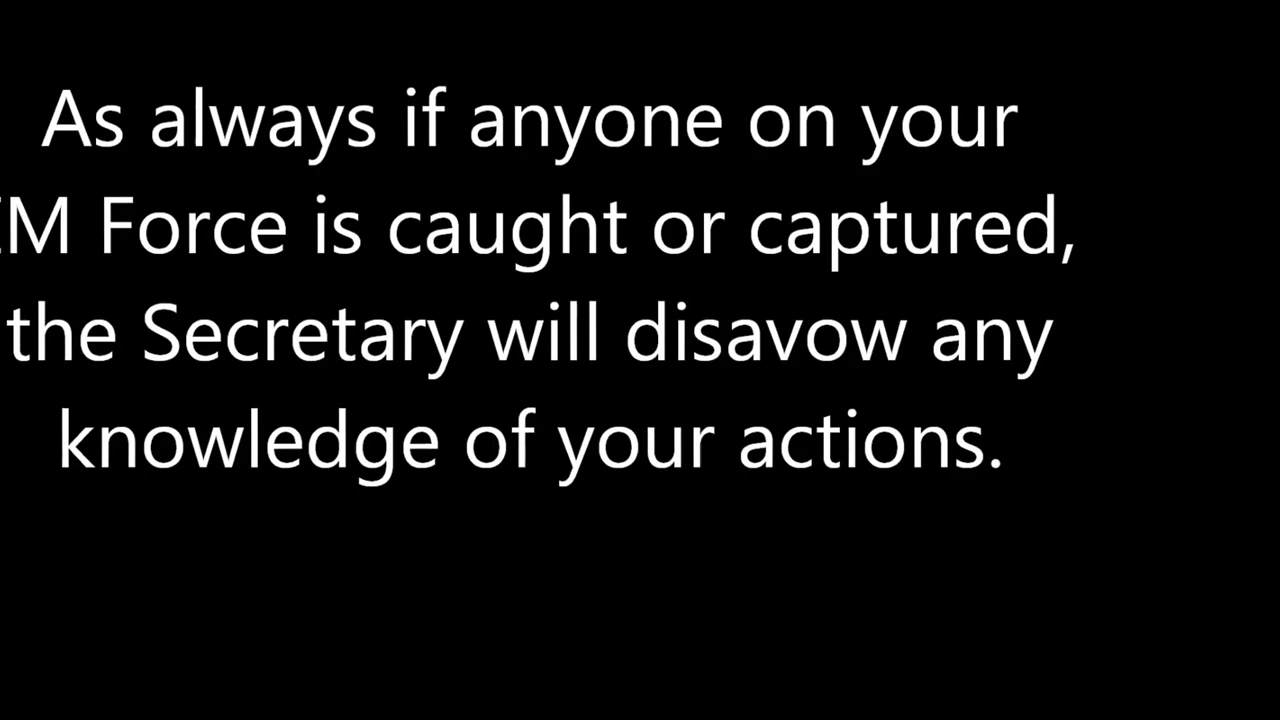 As always if anyone on your
IM Force is caught or captured,
the Secretary will disavow any
knowledge of your actions.